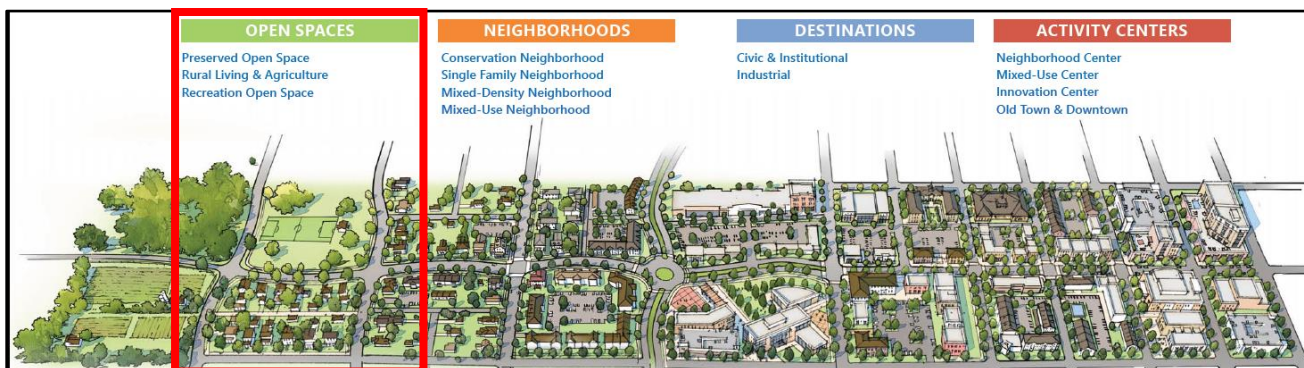 OPEN SPACES
Preserved Open Space
Rural Living & Agriculture
Recreation Open Space
NEIGHBORHOODS
Conservation Neighborhood
Single Family Neighborhood
Mixed-Density Neighborhood
Mixed-Use Neighborhood
DESTINATIONS
Civic & Institutional
Industrial
ACTIVITY CENTERS
Neighborhood Center
Mixed-Use Center
Innovation Center
Old Town & Downtown